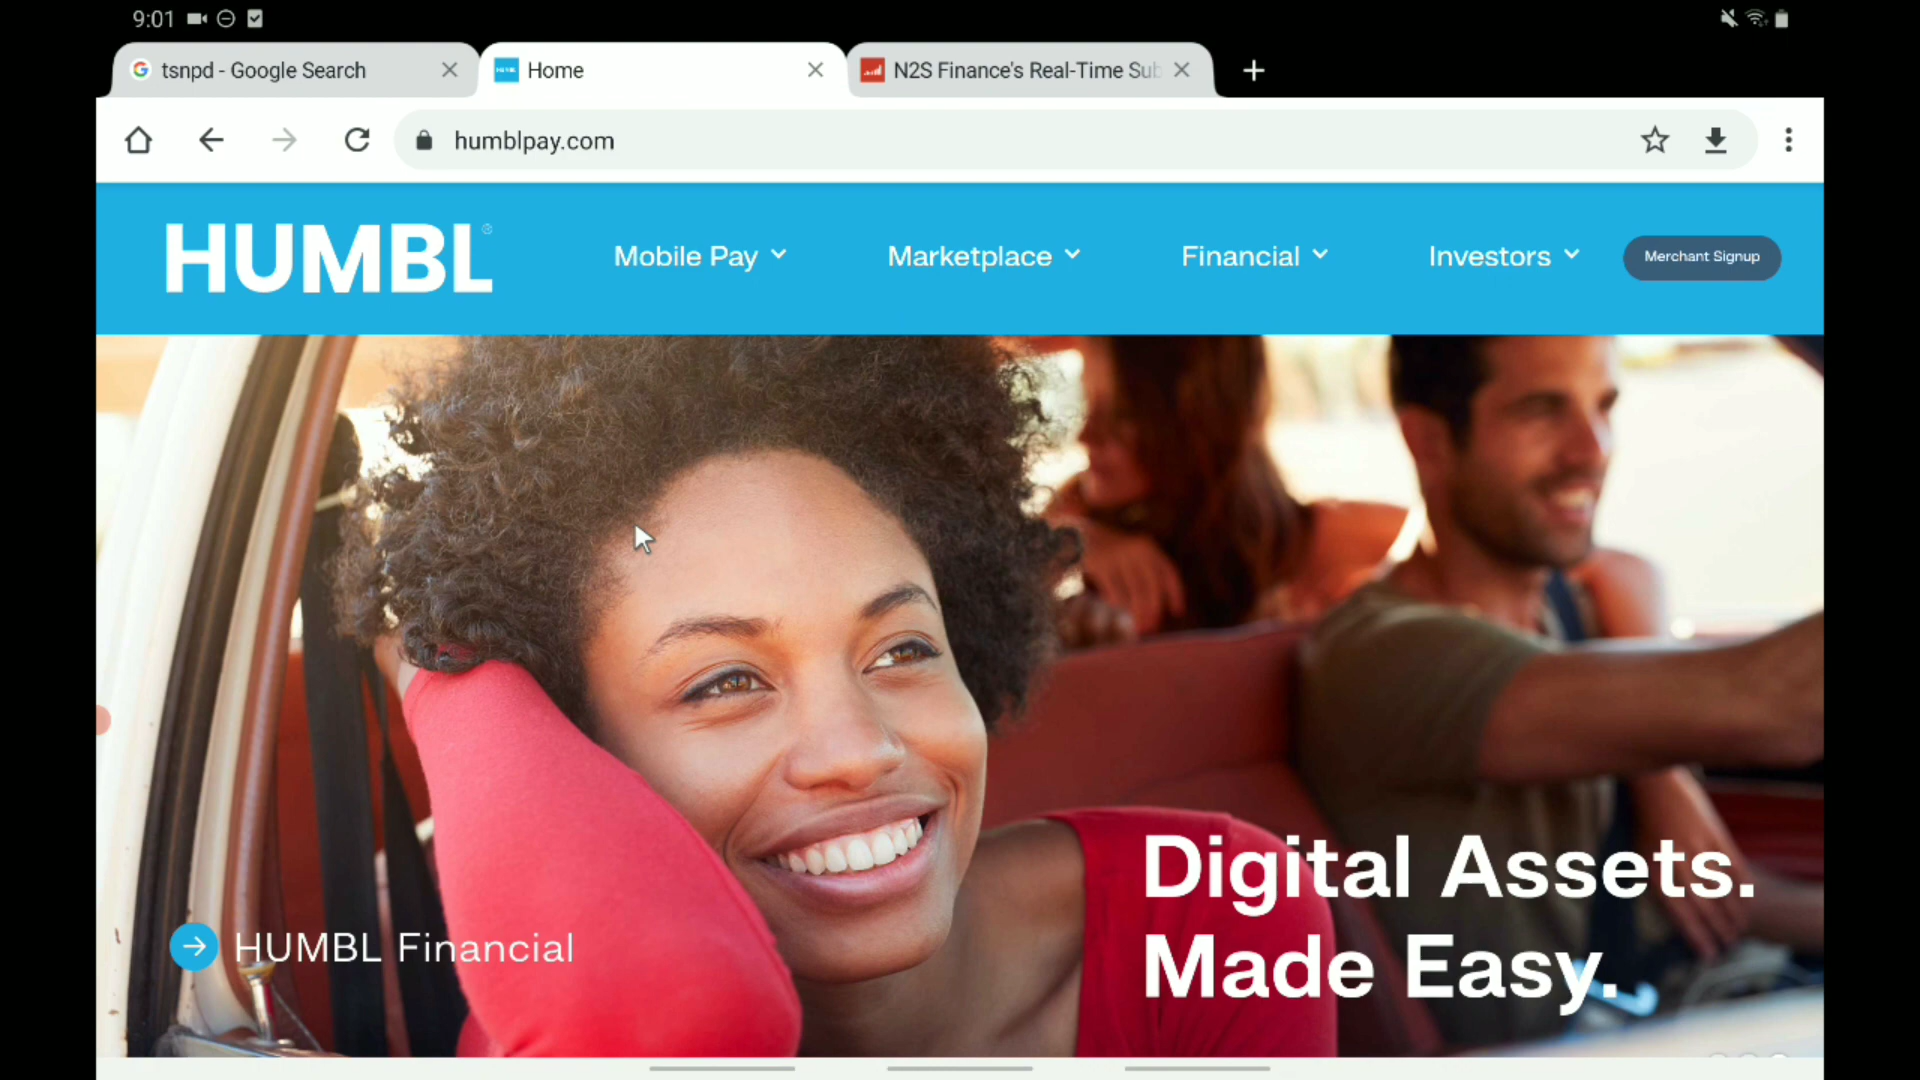 9:01
tsnpd - Google Search
Home
N2S Finance's Real-Time Sub
humblpay.com
HUMBL®
Mobile Pay
Marketplace
Financial
Investors
Merchant Signup
Digital Assets.
Made Easy.
HUMBL Financial